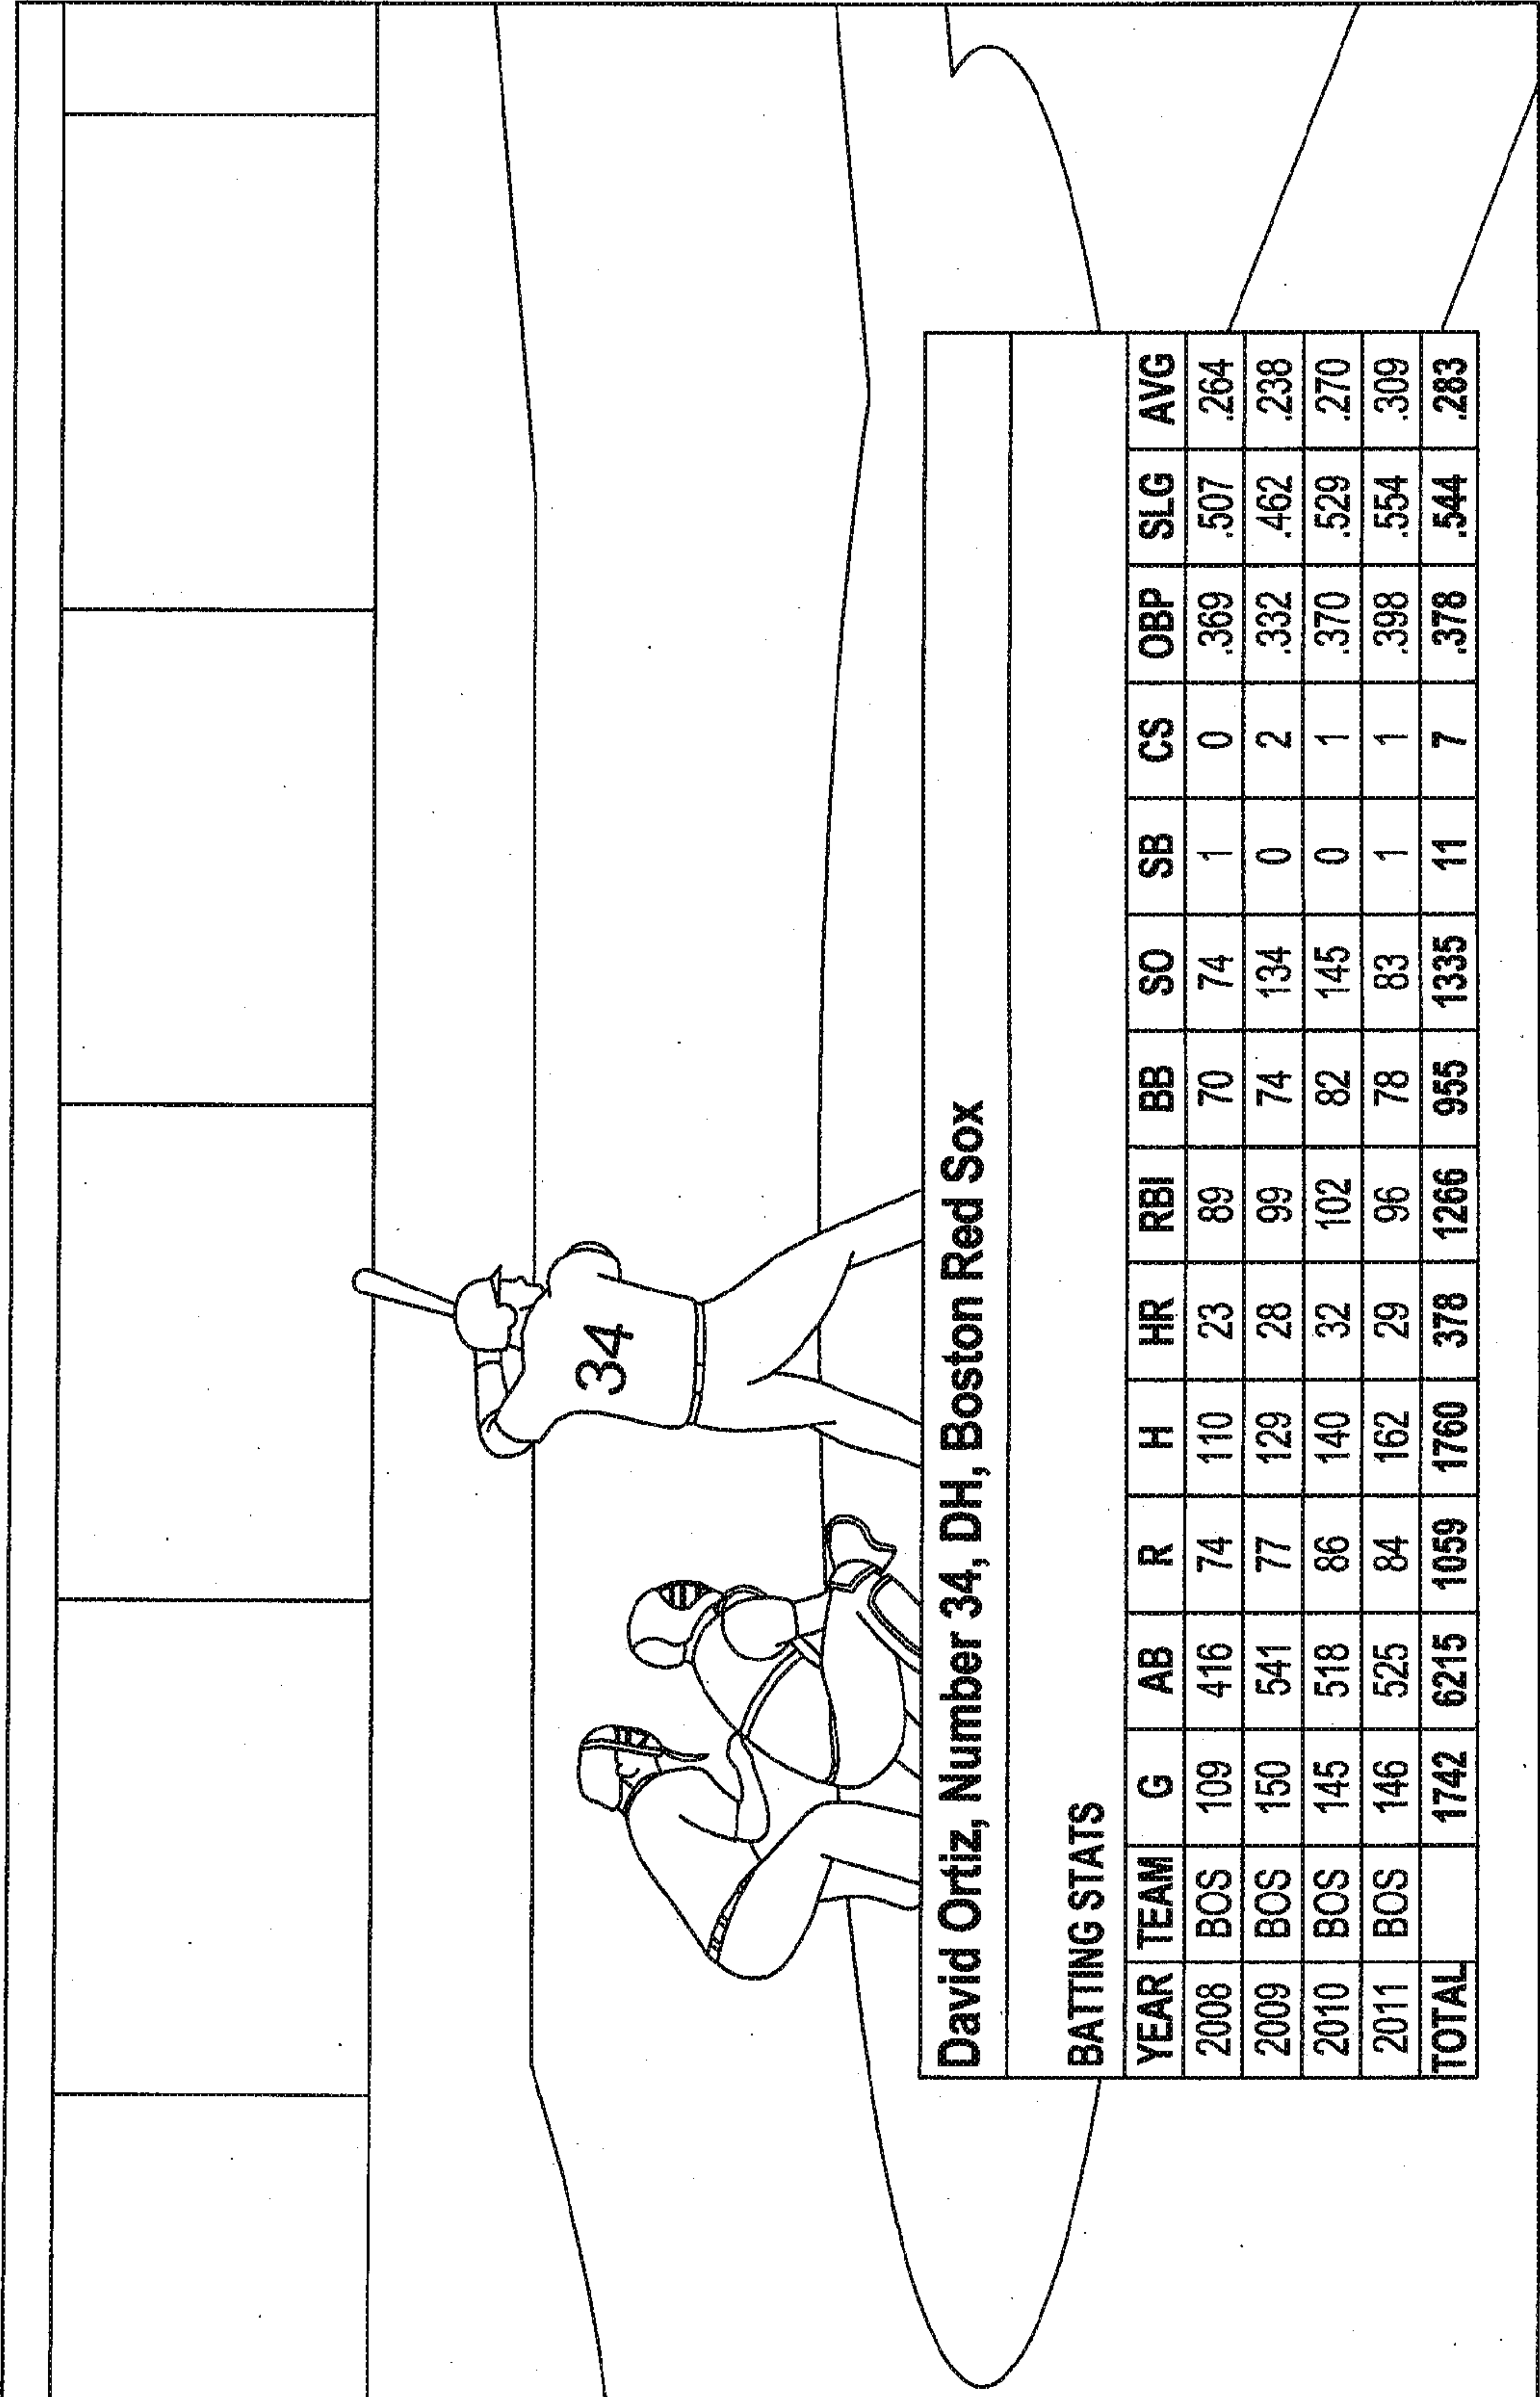 34
David Ortiz, Number 34, DH, Boston Red Sox
BATTING STATS
YEAR TEAM G AB R H HR RBI BB SO SB CS OBP SLG AVG
2008 BOS 109 416 74 110 23 89 70 74 1 0 .369 .507 .264
2009 BOS 150 541 77 129 28 99 74 134 0 2 .332 .462 .238
2010 BOS 145 518 86 140 32 102 82 145 0 1 .370 .529 .270
2011 BOS 146 525 84 162 29 96 78 83 1 1 .398 .554 .309
TOTAL 1742 6215 1059 1760 378 1266 955 1335 11 7 .378 .544 .283